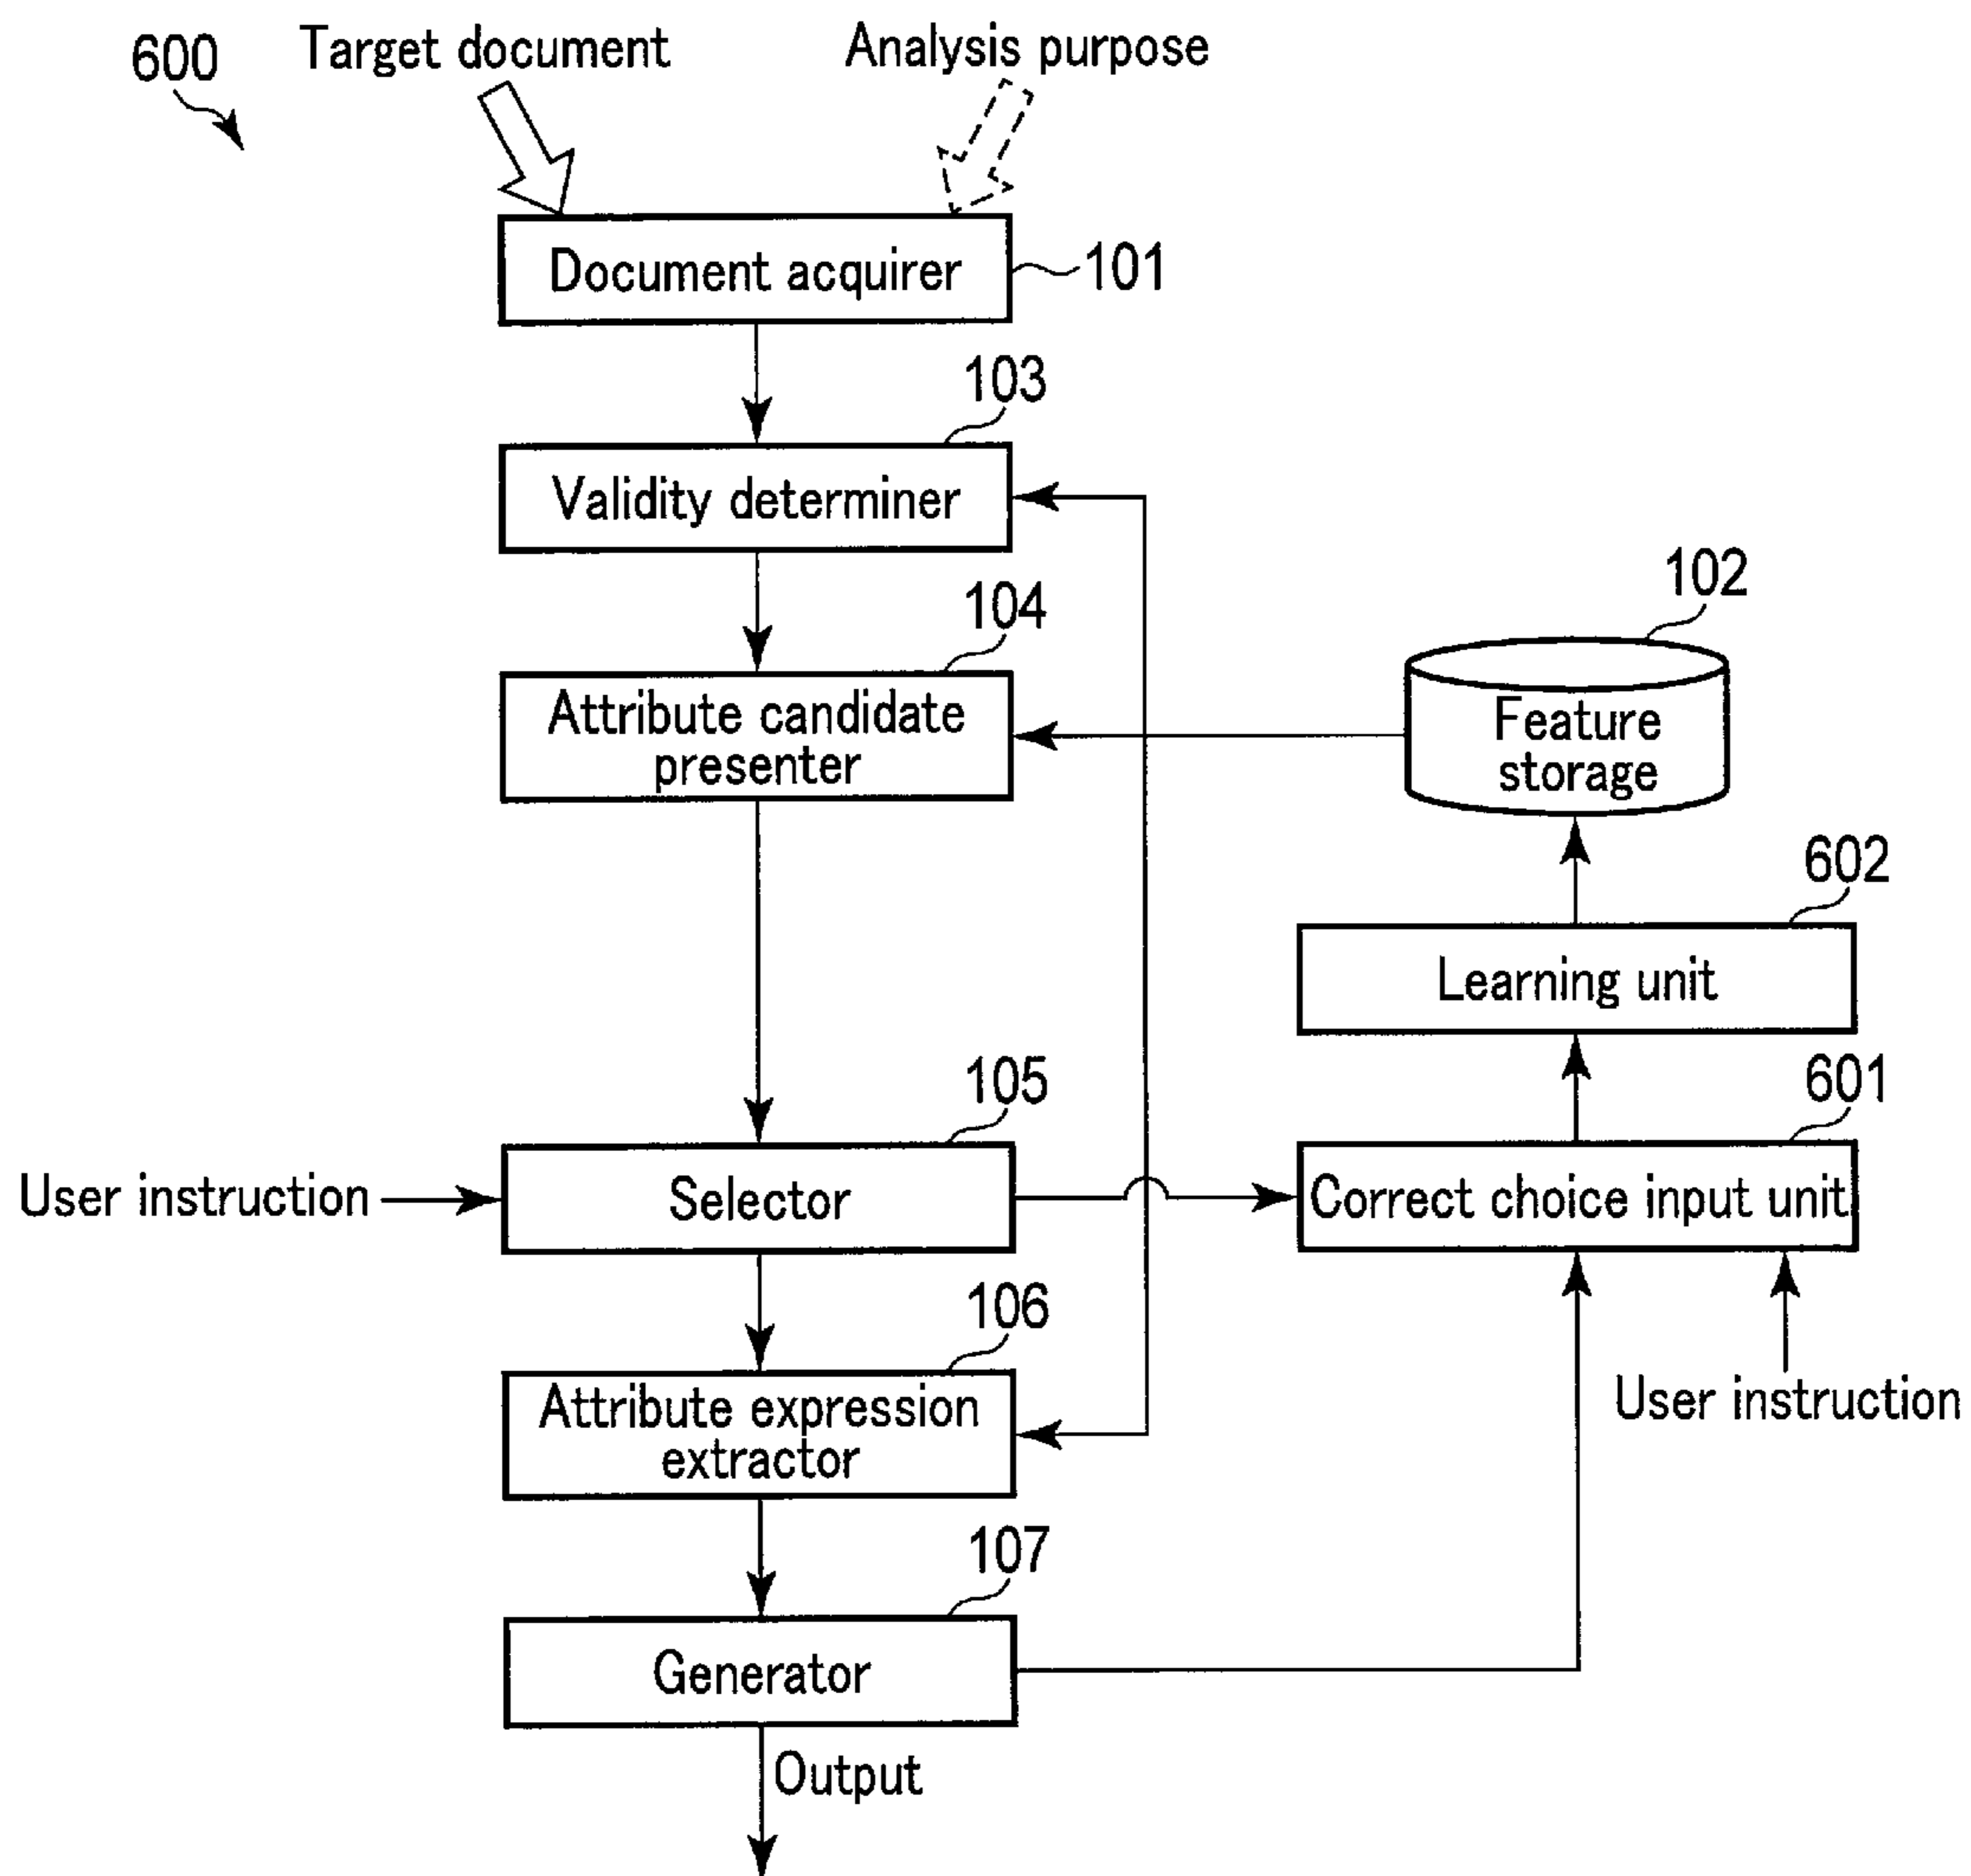 600
Target document
Analysis purpose
Document acquirer
101
103
Validity determiner
104
Attribute candidate
presenter
102
Feature
storage
602
Learning unit
105
601
User instruction
Selector
Correct choice input unit
106
Attribute expression
extractor
User instruction
107
Generator
Output